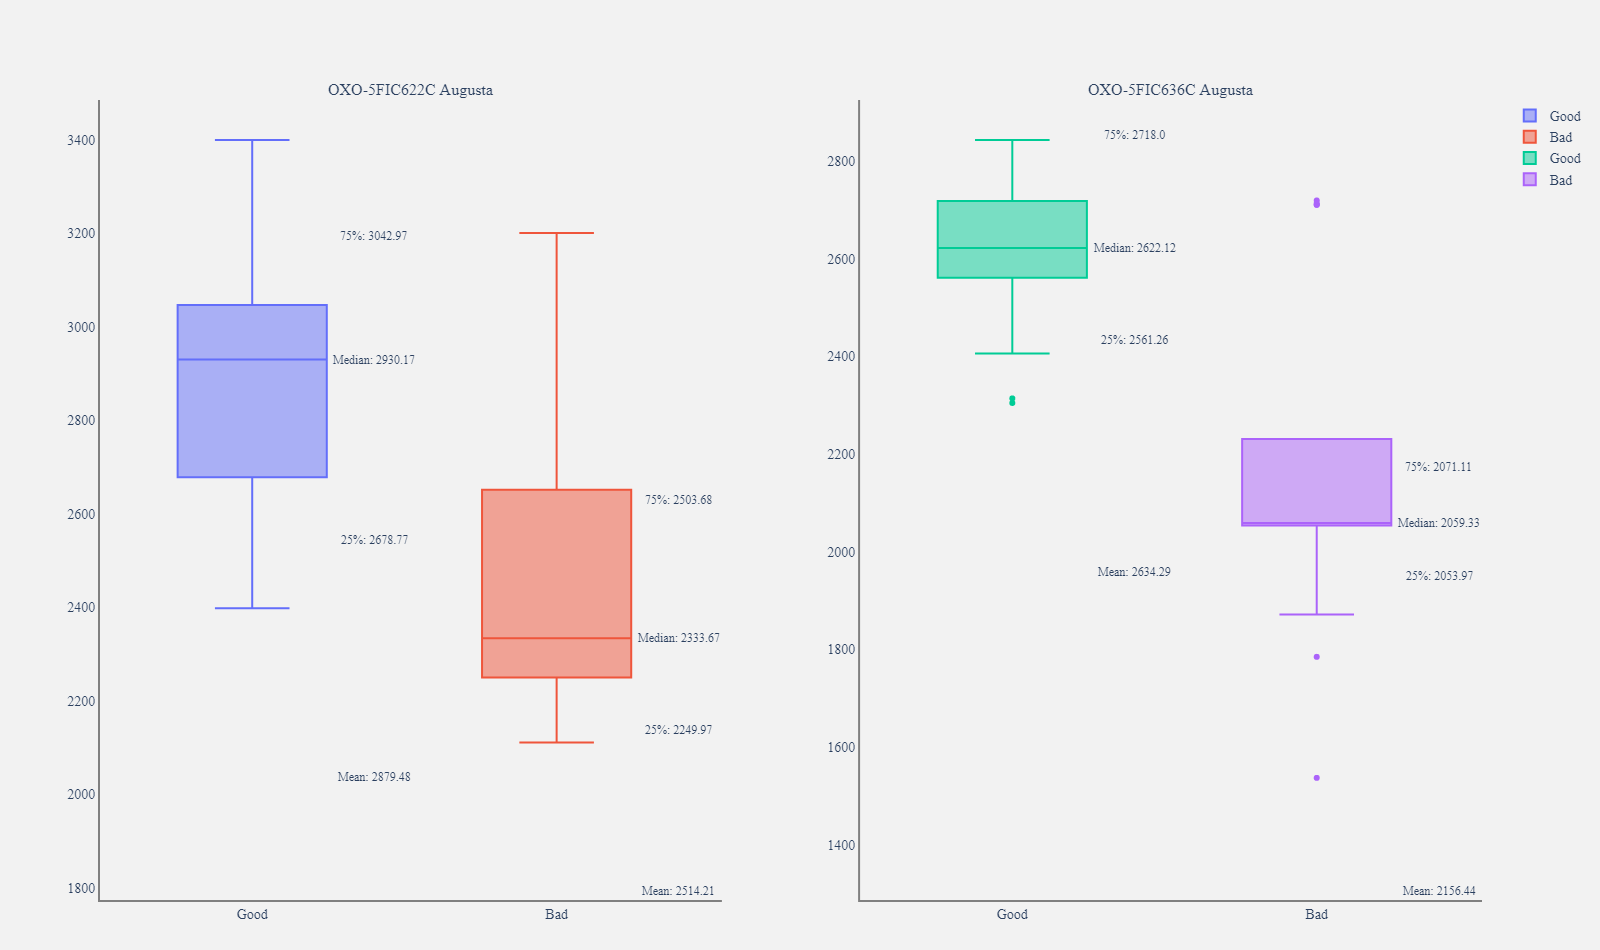 OXO-5FIC622C Augusta
3400
3200
3000
2800
2600
2400
2200
2000
1800
75%: 3042.97
Median: 2930.17
25%: 2678.77
Mean: 2879.48
75%: 2503.68
Median: 2333.67
25%: 2249.97
Mean: 2514.21
Good
Bad
OXO-5FIC636C Augusta
2800
2600
2400
2200
2000
1800
1600
1400
75%: 2718.0
Median: 2622.12
25%: 2561.26
Mean: 2634.29
75%: 2071.11
Median: 2059.33
25%: 2053.97
Mean: 2156.44
Good
Bad
Good
Bad
Good
Bad